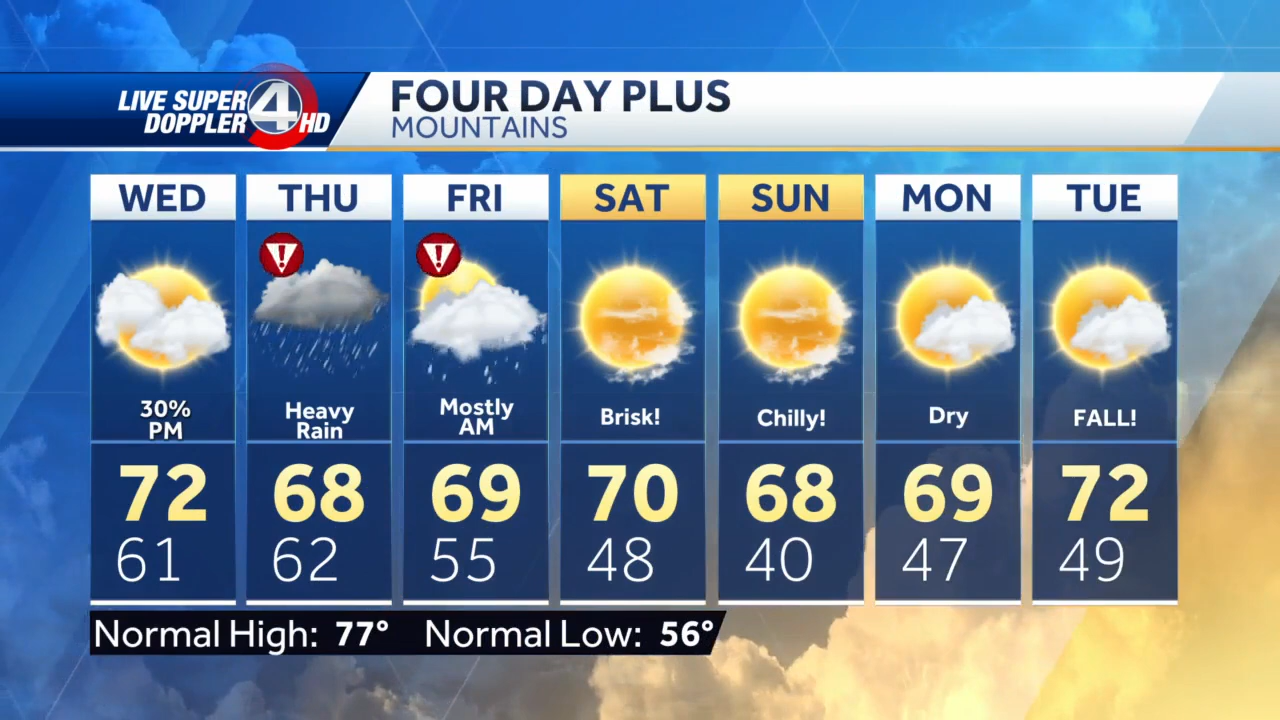 LIVE SUPER
DOPPLER 4 HD
FOUR DAY PLUS
MOUNTAINS
WED THU FRI SAT SUN MON TUE
! !
30%
PM
Heavy
Rain
Mostly
AM
Brisk!
Chilly!
Dry
FALL!
72 68 69 70 68 69 72
61 62 55 48 40 47 49
Normal High: 77° Normal Low: 56°